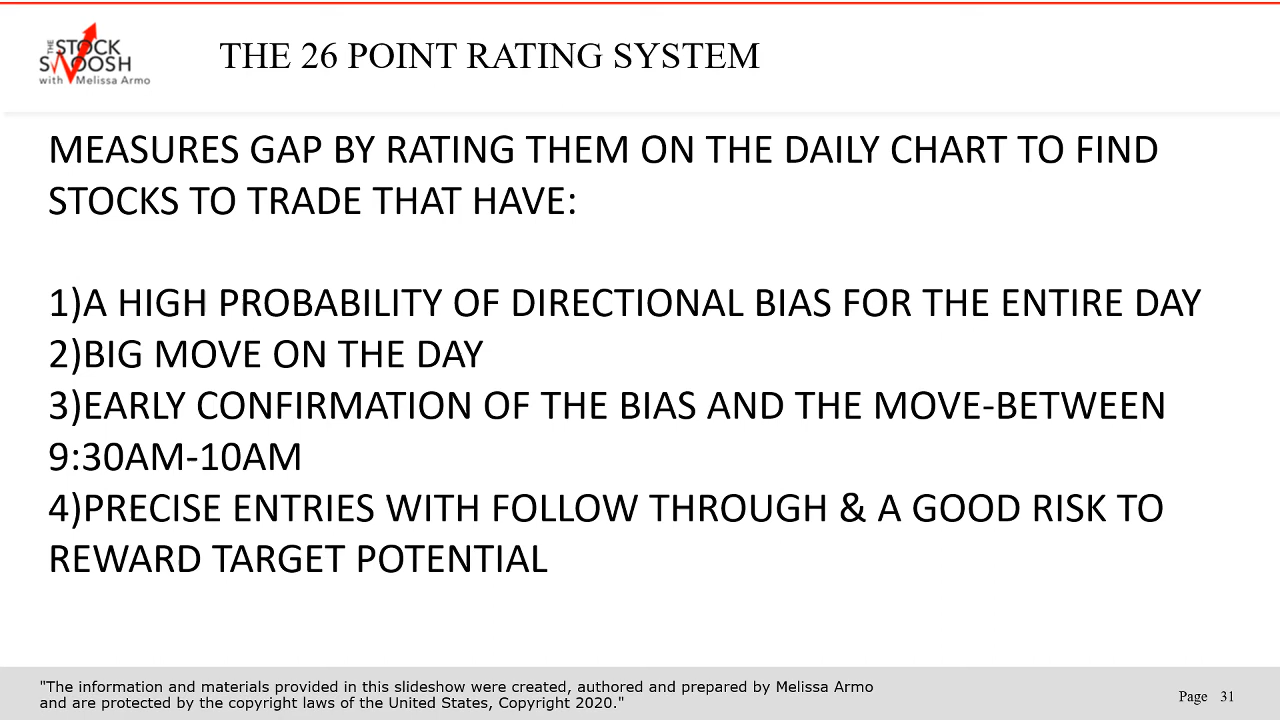 THE
STOCK
SWOOSH
with Melissa Armo
THE 26 POINT RATING SYSTEM
MEASURES GAP BY RATING THEM ON THE DAILY CHART TO FIND
STOCKS TO TRADE THAT HAVE:
1)A HIGH PROBABILITY OF DIRECTIONAL BIAS FOR THE ENTIRE DAY
2)BIG MOVE ON THE DAY
3)EARLY CONFIRMATION OF THE BIAS AND THE MOVE-BETWEEN
9:30AM-10AM
4)PRECISE ENTRIES WITH FOLLOW THROUGH & A GOOD RISK TO
REWARD TARGET POTENTIAL
"The information and materials provided in this slideshow were created, authored and prepared by Melissa Armo
and are protected by the copyright laws of the United States, Copyright 2020."
Page 31